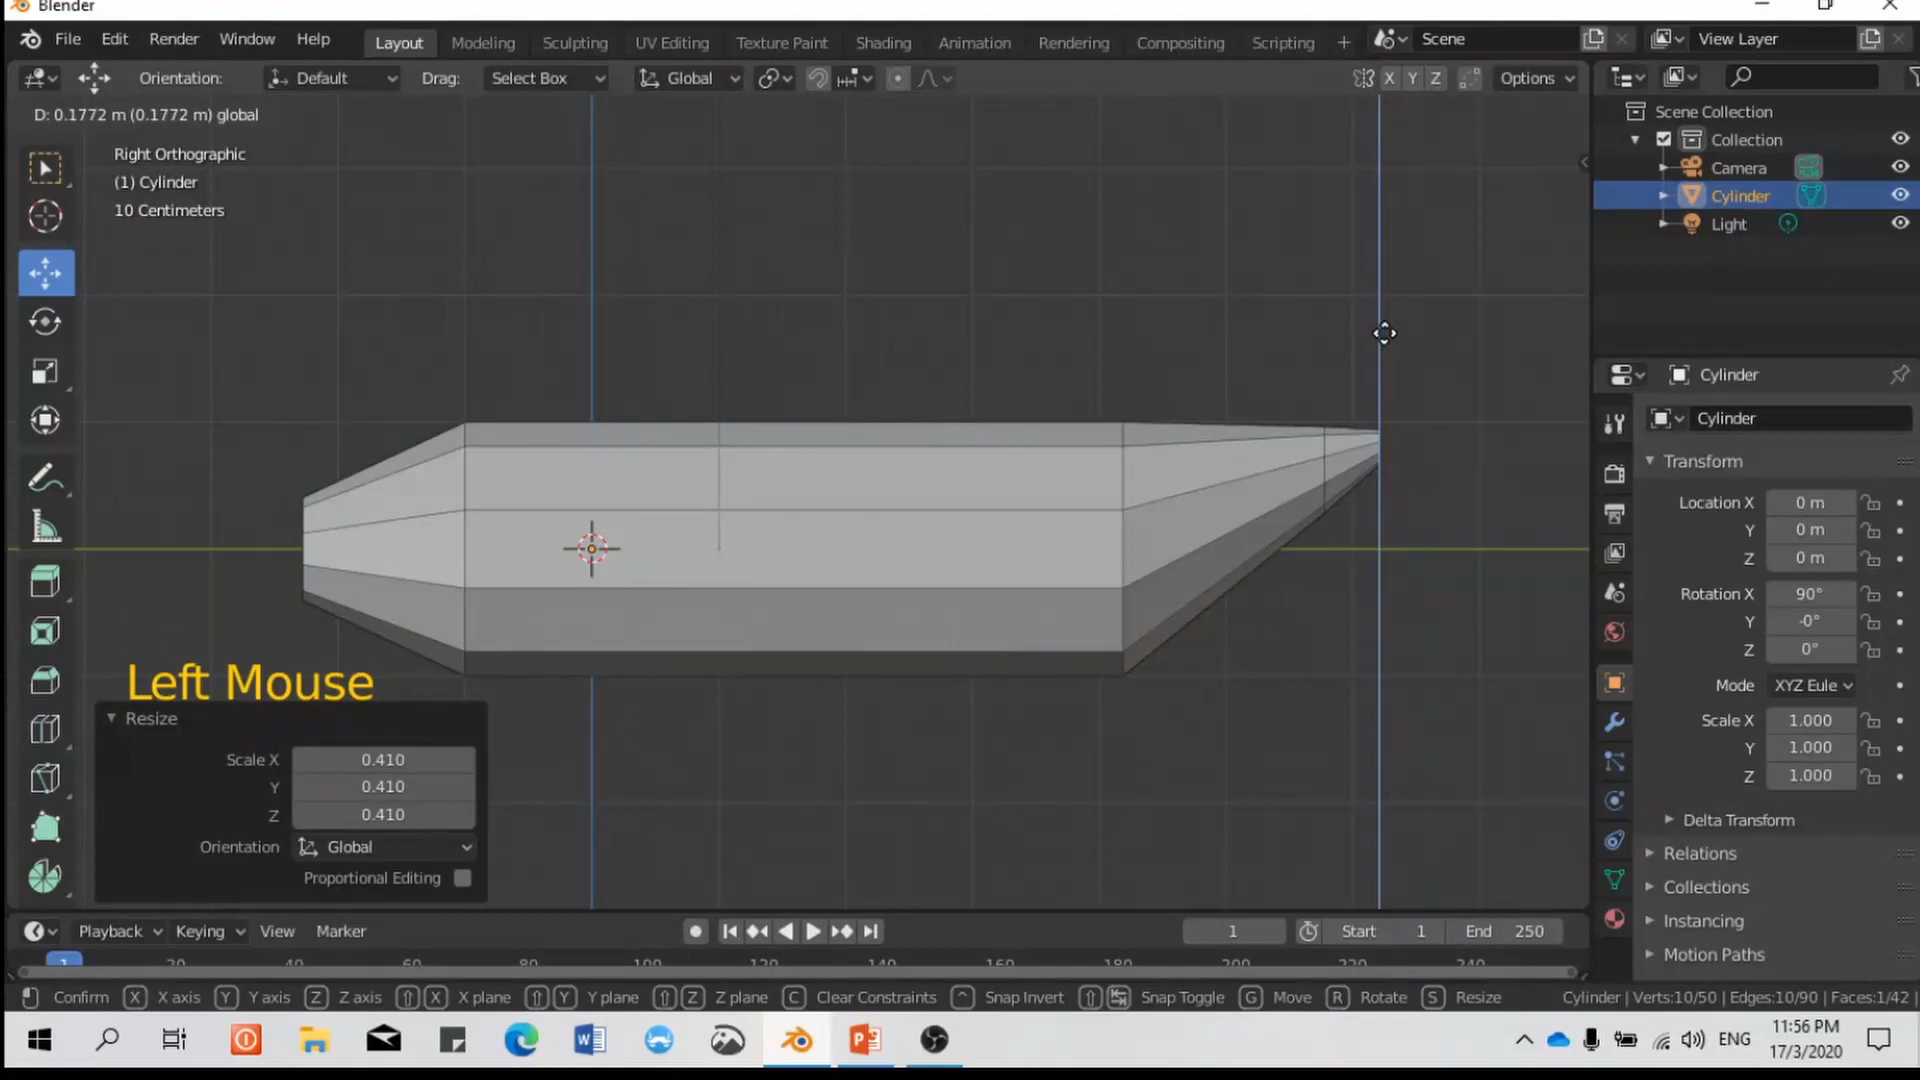 Blender
File Edit Render Window Help Layout Modeling Sculpting UV Editing Texture Paint Shading Animation Rendering Compositing Scripting + Scene View Layer
Orientation: Default Drag: Select Box Global X Y Z Options
D: 0.1772 m (0.1772 m) global
Right Orthographic
(1) Cylinder
10 Centimeters
Scene Collection
Collection
Camera
Cylinder
Light
Cylinder
Cylinder
Transform
Location X 0 m
Y 0 m
Z 0 m
Rotation X 90°
Y -0°
Z 0°
Mode XYZ Eule
Scale X 1.000
Y 1.000
Z 1.000
Delta Transform
Relations
Collections
Instancing
Motion Paths
Left Mouse
Resize
Scale X 0.410
Y 0.410
Z 0.410
Orientation Global
Proportional Editing
Playback Keying View Marker 1 Start 1 End 250
1 20 40 60 80 100 120 140 160 180 200 220 240
Confirm X X axis Y Y axis Z Z axis X X plane Y Y plane Z Z plane C Clear Constraints ^ Snap Invert Snap Toggle G Move R Rotate S Resize Cylinder | Verts:10/50 | Edges:10/90 | Faces:1/42
ENG
11:56 PM
17/3/2020